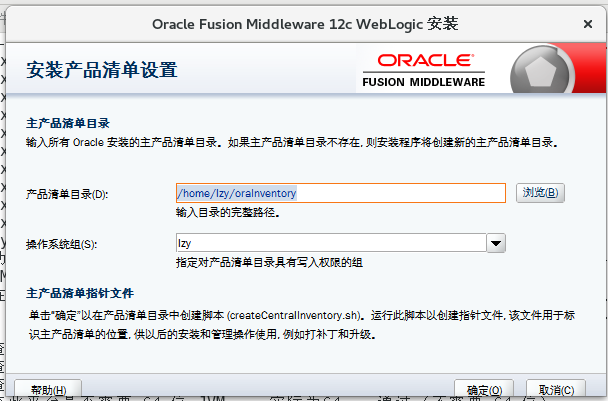 Oracle Fusion Middleware 12c WebLogic 安装
安装产品清单设置
ORACLE
FUSION MIDDLEWARE
主产品清单目录
输入所有 Oracle 安装的主产品清单目录。如果主产品清单目录不存在, 则安装程序将创建新的主产品清单目录。
产品清单目录(D):
/home/lzy/oraInventory
浏览(B)
输入目录的完整路径。
操作系统组(S):
lzy
指定对产品清单目录具有写入权限的组
主产品清单指针文件
单击“确定”以在产品清单目录中创建脚本 (createCentralInventory.sh)。运行此脚本以创建指针文件, 该文件用于标
识主产品清单的位置, 供以后的安装和管理操作使用, 例如打补丁和升级。
帮助(H)
确定(O)
取消(C)